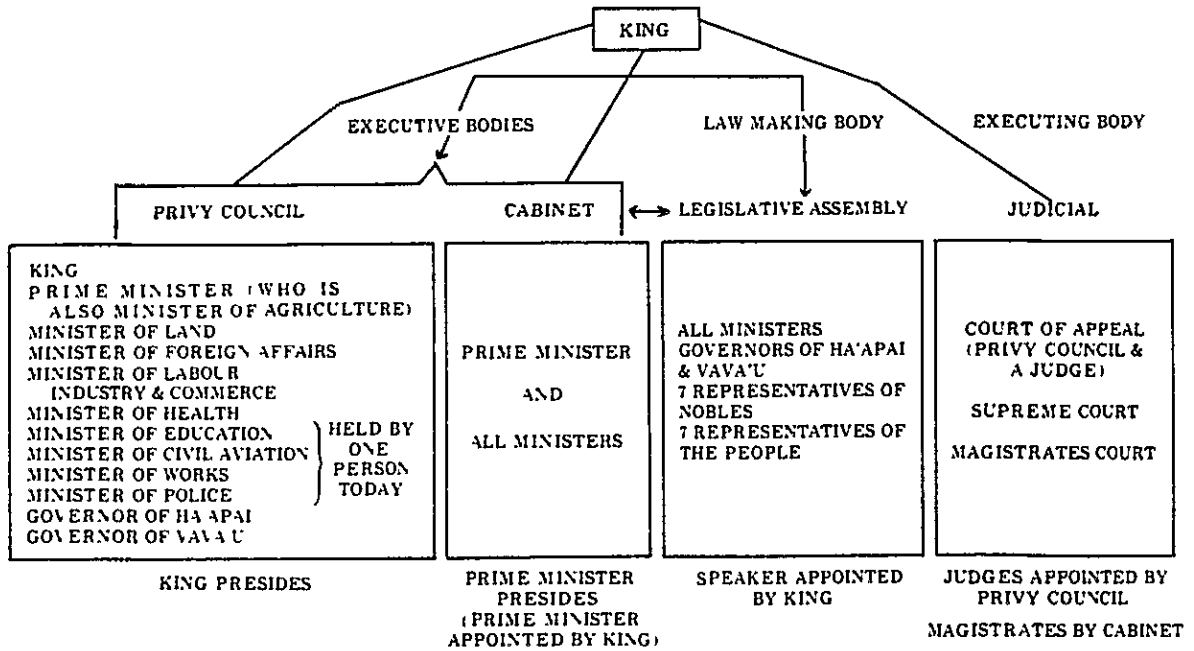 KING
EXECUTIVE BODIES
LAW MAKING BODY
EXECUTING BODY
PRIVY COUNCIL
CABINET
LEGISLATIVE ASSEMBLY
JUDICIAL
KING
PRIME MINISTER (WHO IS
ALSO MINISTER OF AGRICULTURE)
MINISTER OF LAND
MINISTER OF FOREIGN AFFAIRS
MINISTER OF LABOUR
INDUSTRY & COMMERCE
MINISTER OF HEALTH
MINISTER OF EDUCATION
MINISTER OF CIVIL AVIATION
MINISTER OF WORKS
MINISTER OF POLICE
GOVERNOR OF HA'APAI
GOVERNOR OF VAVA'U
HELD BY
ONE
PERSON
TODAY
KING PRESIDES
PRIME MINISTER
AND
ALL MINISTERS
PRIME MINISTER
PRESIDES
(PRIME MINISTER
APPOINTED BY KING)
ALL MINISTERS
GOVERNORS OF HA'APAI
& VAVA'U
7 REPRESENTATIVES OF
NOBLES
7 REPRESENTATIVES OF
THE PEOPLE
SPEAKER APPOINTED
BY KING
COURT OF APPEAL
(PRIVY COUNCIL &
A JUDGE)
SUPREME COURT
MAGISTRATES COURT
JUDGES APPOINTED BY
PRIVY COUNCIL
MAGISTRATES BY CABINET